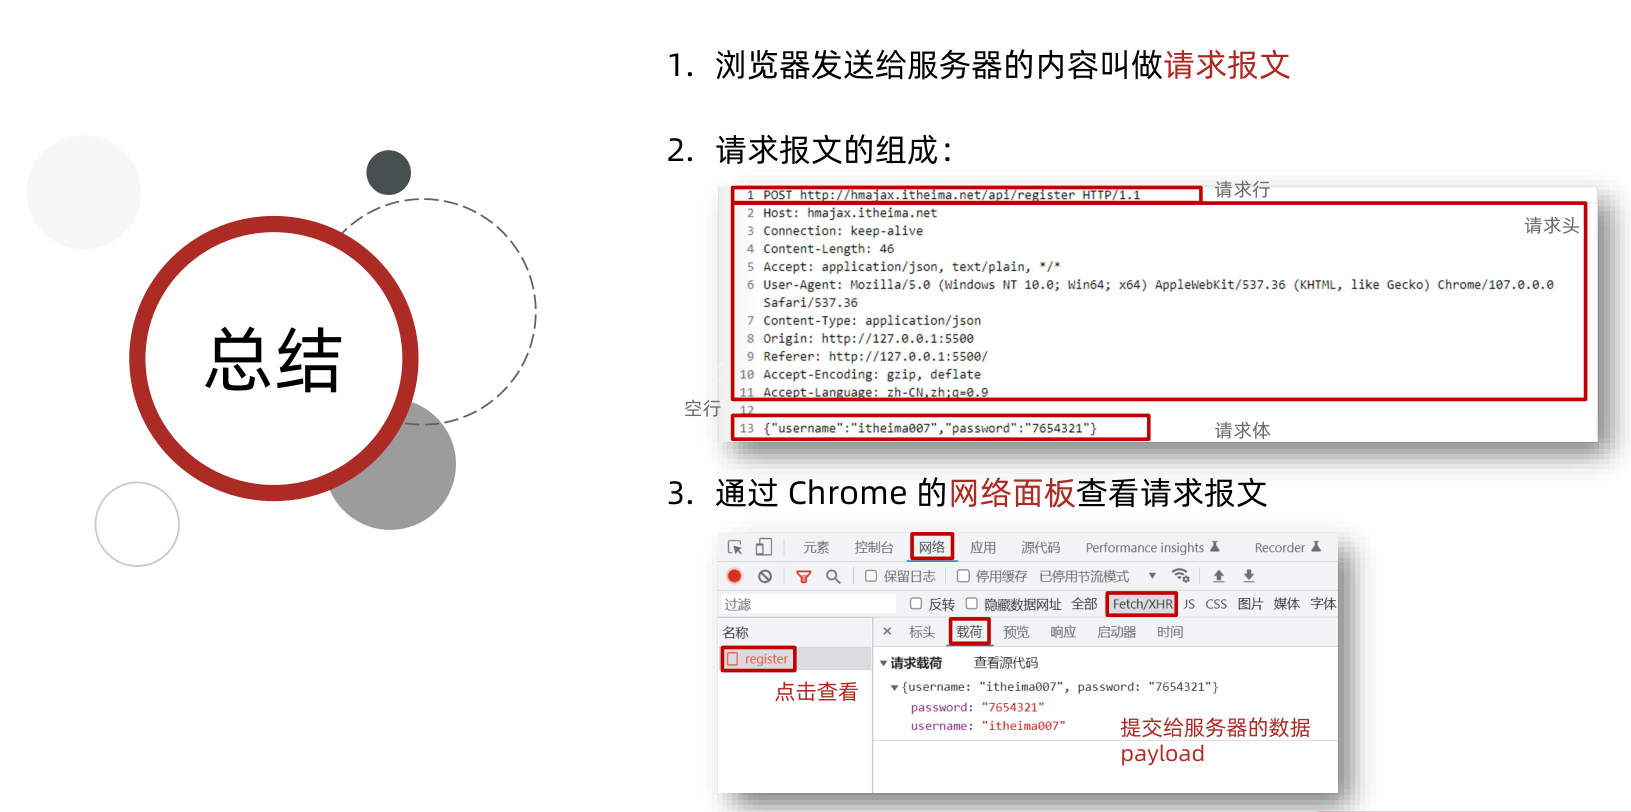 总结
1. 浏览器发送给服务器的内容叫做请求报文
2. 请求报文的组成：
1 POST http://hmajax.itheima.net/api/register HTTP/1.1
请求行
2 Host: hmajax.itheima.net
请求头
3 Connection: keep-alive
4 Content-Length: 46
5 Accept: application/json, text/plain, */*
6 User-Agent: Mozilla/5.0 (Windows NT 10.0; Win64; x64) AppleWebKit/537.36 (KHTML, like Gecko) Chrome/107.0.0.0
Safari/537.36
7 Content-Type: application/json
8 Origin: http://127.0.0.1:5500
9 Referer: http://127.0.0.1:5500/
10 Accept-Encoding: gzip, deflate
11 Accept-Language: zh-CN,zh;q=0.9
空行
12
13 {"username":"itheima007","password":"7654321"}
请求体
3. 通过 Chrome 的网络面板查看请求报文
元素 控制台 网络 应用 源代码 Performance insights Recorder
保留日志 停用缓存 已停用节流模式
过滤 反转 隐藏数据网址 全部 Fetch/XHR JS CSS 图片 媒体 字体
名称 × 标头 载荷 预览 响应 启动器 时间
register
点击查看
请求载荷 查看源代码
{username: "itheima007", password: "7654321"}
password: "7654321"
username: "itheima007"
提交给服务器的数据
payload